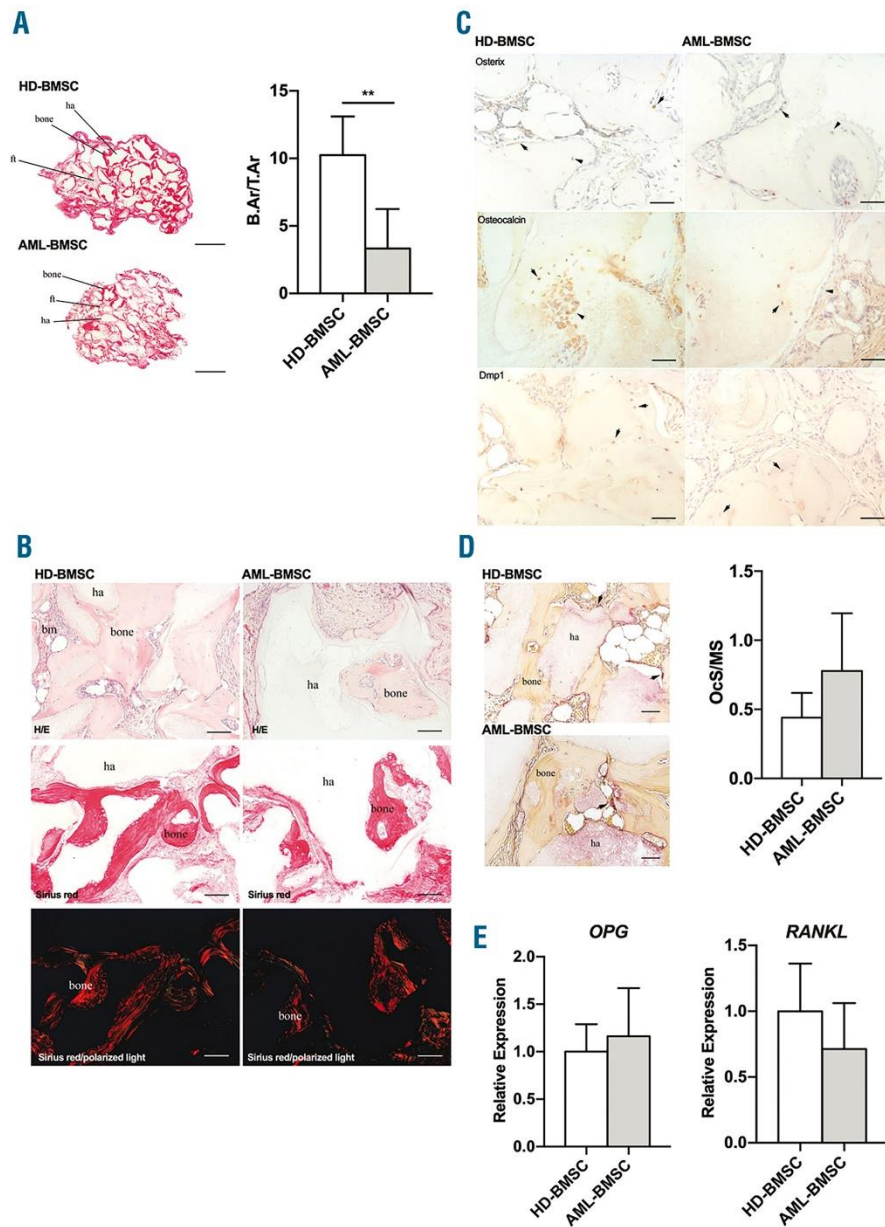 A
HD-BMSC
ha
bone
ft
AML-BMSC
bone
ft
ha
15
10
5
0
B.Ar/T.Ar
**
HD-BMSC
AML-BMSC
B
HD-BMSC
AML-BMSC
ha
bm
bone
H/E
ha
bone
H/E
ha
bone
Sirius red
ha
bone
Sirius red
bone
Sirius red/polarized light
bone
Sirius red/polarized light
C
HD-BMSC
AML-BMSC
Osterix
Osteocalcin
Dmp1
D
HD-BMSC
ha
bone
AML-BMSC
bone
ha
1.5
1.0
0.5
0.0
OcS/MS
HD-BMSC
AML-BMSC
E
OPG
2.0
1.5
1.0
0.5
0.0
Relative Expression
HD-BMSC
AML-BMSC
RANKL
1.5
1.0
0.5
0.0
Relative Expression
HD-BMSC
AML-BMSC